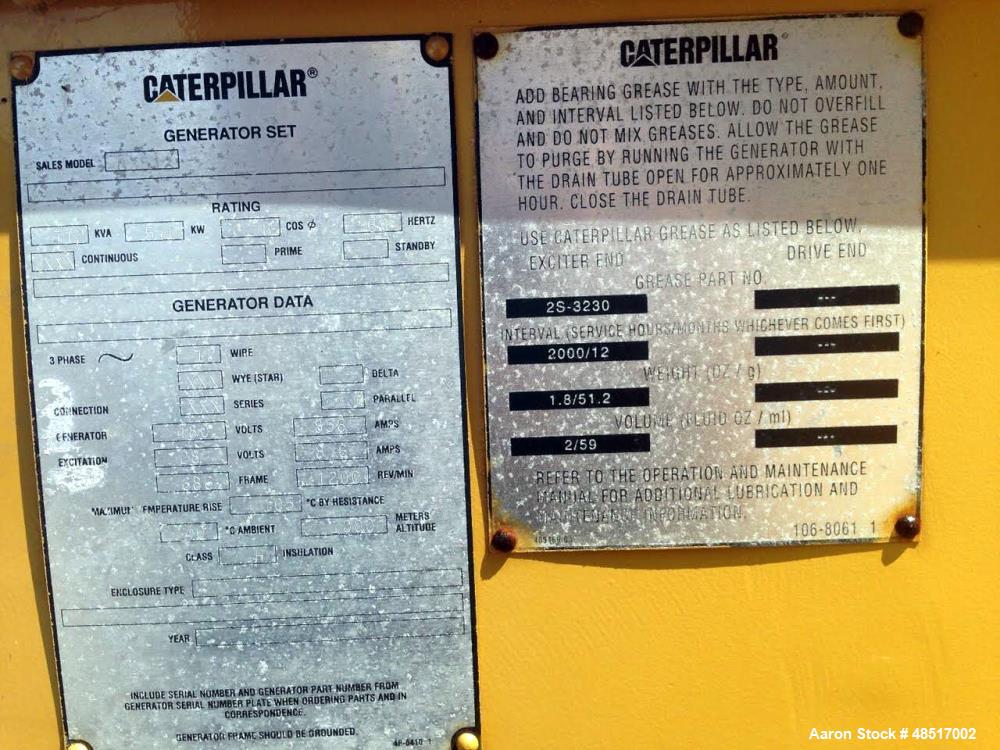 CATERPILLAR®
GENERATOR SET
SALES MODEL
RATING
KVA KW COS φ HERTZ
CONTINUOUS PRIME STANDBY
GENERATOR DATA
3 PHASE WIRE
WYE (STAR) DELTA
CONNECTION SERIES PARALLEL
GENERATOR VOLTS AMPS
EXCITATION VOLTS AMPS
FRAME 1200 REV/MIN
TEMPERATURE RISE °C BY RESISTANCE
°C AMBIENT METERS
ALTITUDE
CLASS INSULATION
ENCLOSURE TYPE
YEAR
INCLUDE SERIAL NUMBER AND GENERATOR PART NUMBER FROM
GENERATOR SERIAL NUMBER PLATE WHEN ORDERING PARTS AND IN
CORRESPONDENCE.
GENERATOR FRAME SHOULD BE GROUNDED.
CATERPILLAR®
ADD BEARING GREASE WITH THE TYPE, AMOUNT,
AND INTERVAL LISTED BELOW. DO NOT OVERFILL
AND DO NOT MIX GREASES. ALLOW THE GREASE
TO PURGE BY RUNNING THE GENERATOR WITH
THE DRAIN TUBE OPEN FOR APPROXIMATELY ONE
HOUR. CLOSE THE DRAIN TUBE.
USE CATERPILLAR GREASE AS LISTED BELOW.
EXCITER END DRIVE END
GREASE PART NO.
2S-3230 ---
INTERVAL (SERVICE HOURS/MONTHS WHICHEVER COMES FIRST)
2000/12 ---
WEIGHT (OZ / g)
1.8/51.2 ---
VOLUME (FLUID OZ / ml)
2/59 ---
REFER TO THE OPERATION AND MAINTENANCE
MANUAL FOR ADDITIONAL LUBRICATION AND
MAINTENANCE INFORMATION.
106-8061 1
Aaron Stock # 48517002